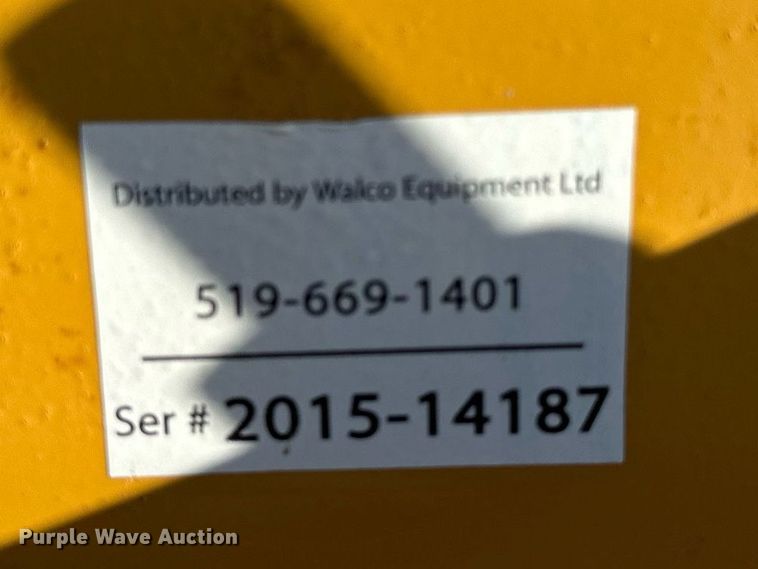 Distributed by Walco Equipment Ltd
519-669-1401
Ser # 2015-14187
Purple Wave Auction